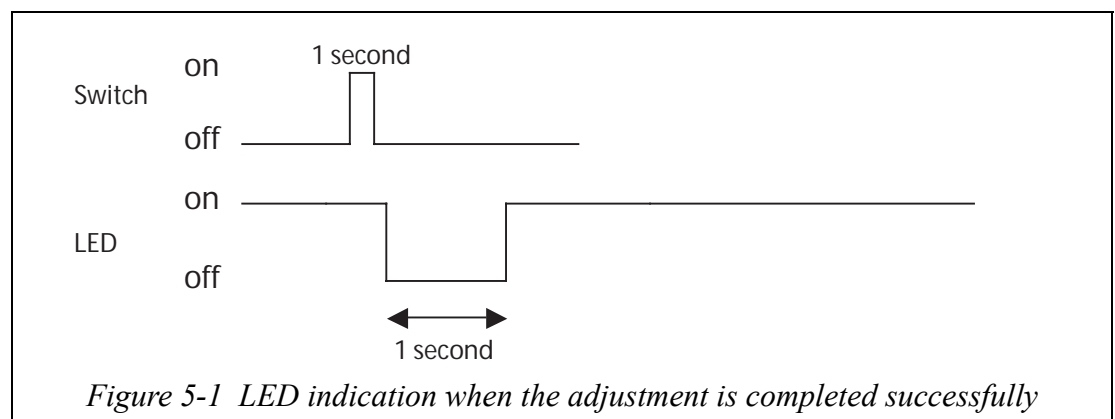 1 second
on
Switch
off
on
LED
off
1 second
Figure 5-1 LED indication when the adjustment is completed successfully